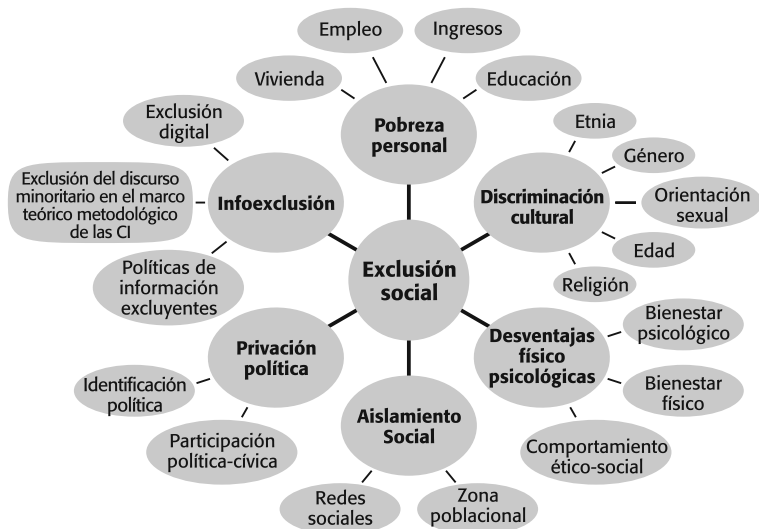 Empleo
Ingresos
Vivienda
Educación
Pobreza
personal
Exclusión
digital
Exclusión del discurso
minoritario en el marco
teórico metodológico
de las CI
Políticas de
información
excluyentes
Infoexclusión
Etnia
Género
Orientación
sexual
Edad
Religión
Discriminación
cultural
Exclusión
social
Privación
política
Identificación
política
Participación
política-cívica
Aislamiento
Social
Redes
sociales
Zona
poblacional
Desventajas
físico
psicológicas
Bienestar
psicológico
Bienestar
físico
Comportamiento
ético-social